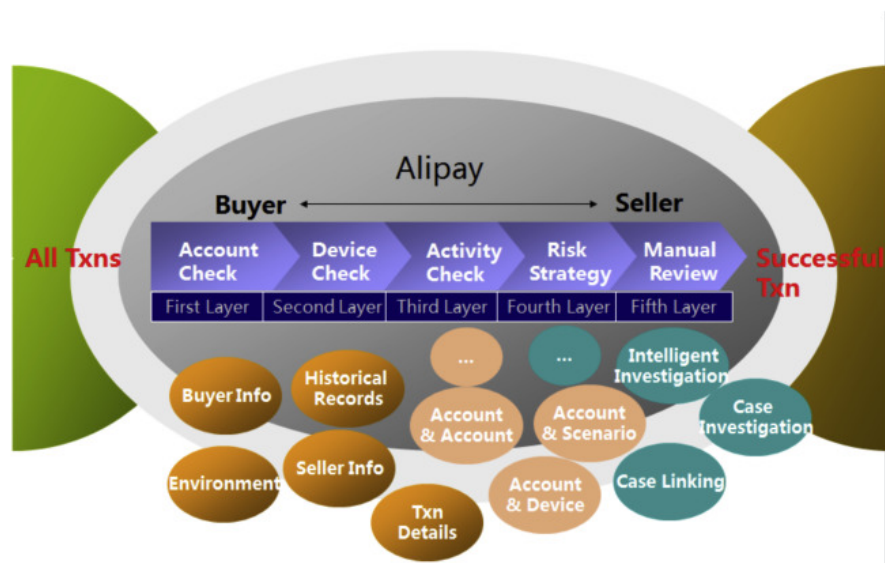 Alipay
Buyer
Seller
All Txns
Account
Check
Device
Check
Activity
Check
Risk
Strategy
Manual
Review
Successful
Txn
First Layer
Second Layer
Third Layer
Fourth Layer
Fifth Layer
Buyer Info
Historical
Records
...
...
Intelligent
Investigation
Account
& Account
Account
& Scenario
Case
Investigation
Environment
Seller Info
Txn
Details
Account
& Device
Case Linking